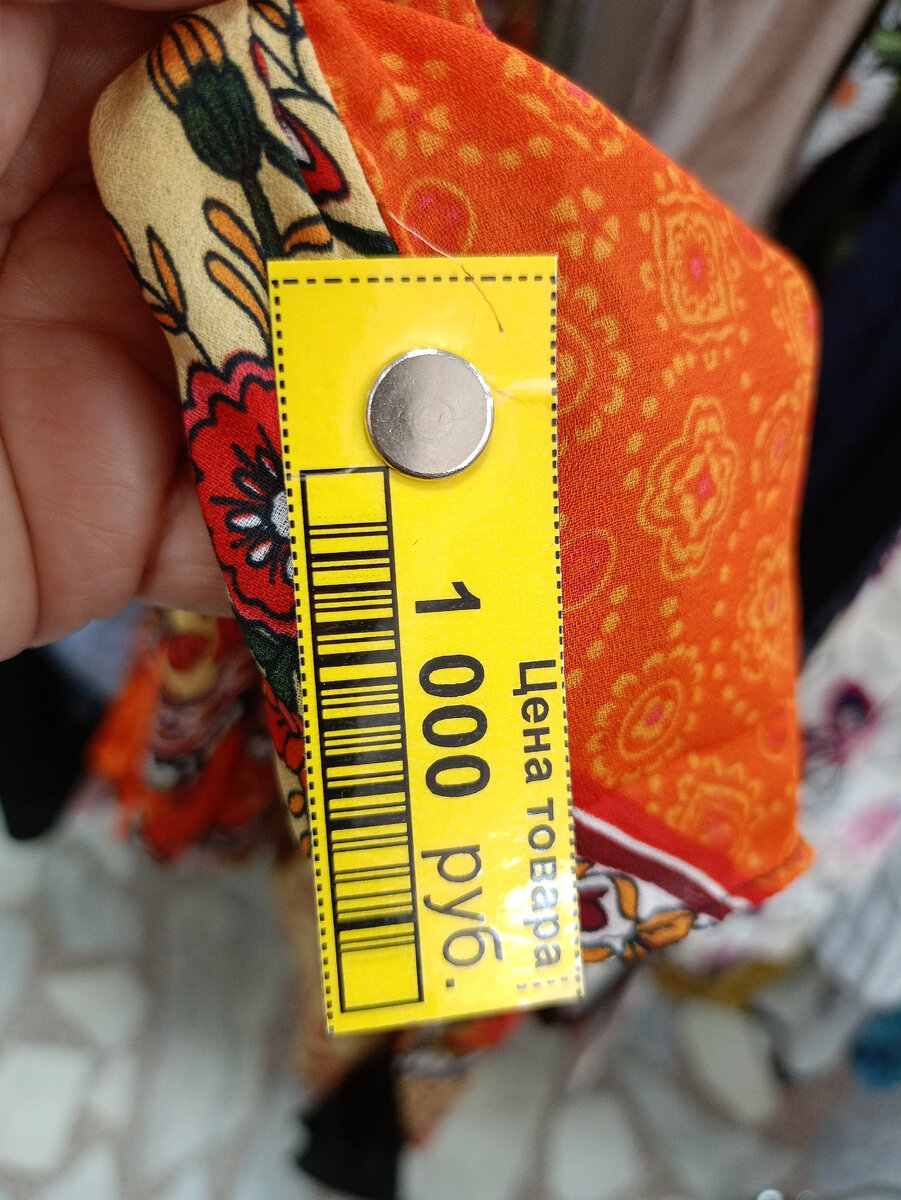 Цена товара
1 000 руб.